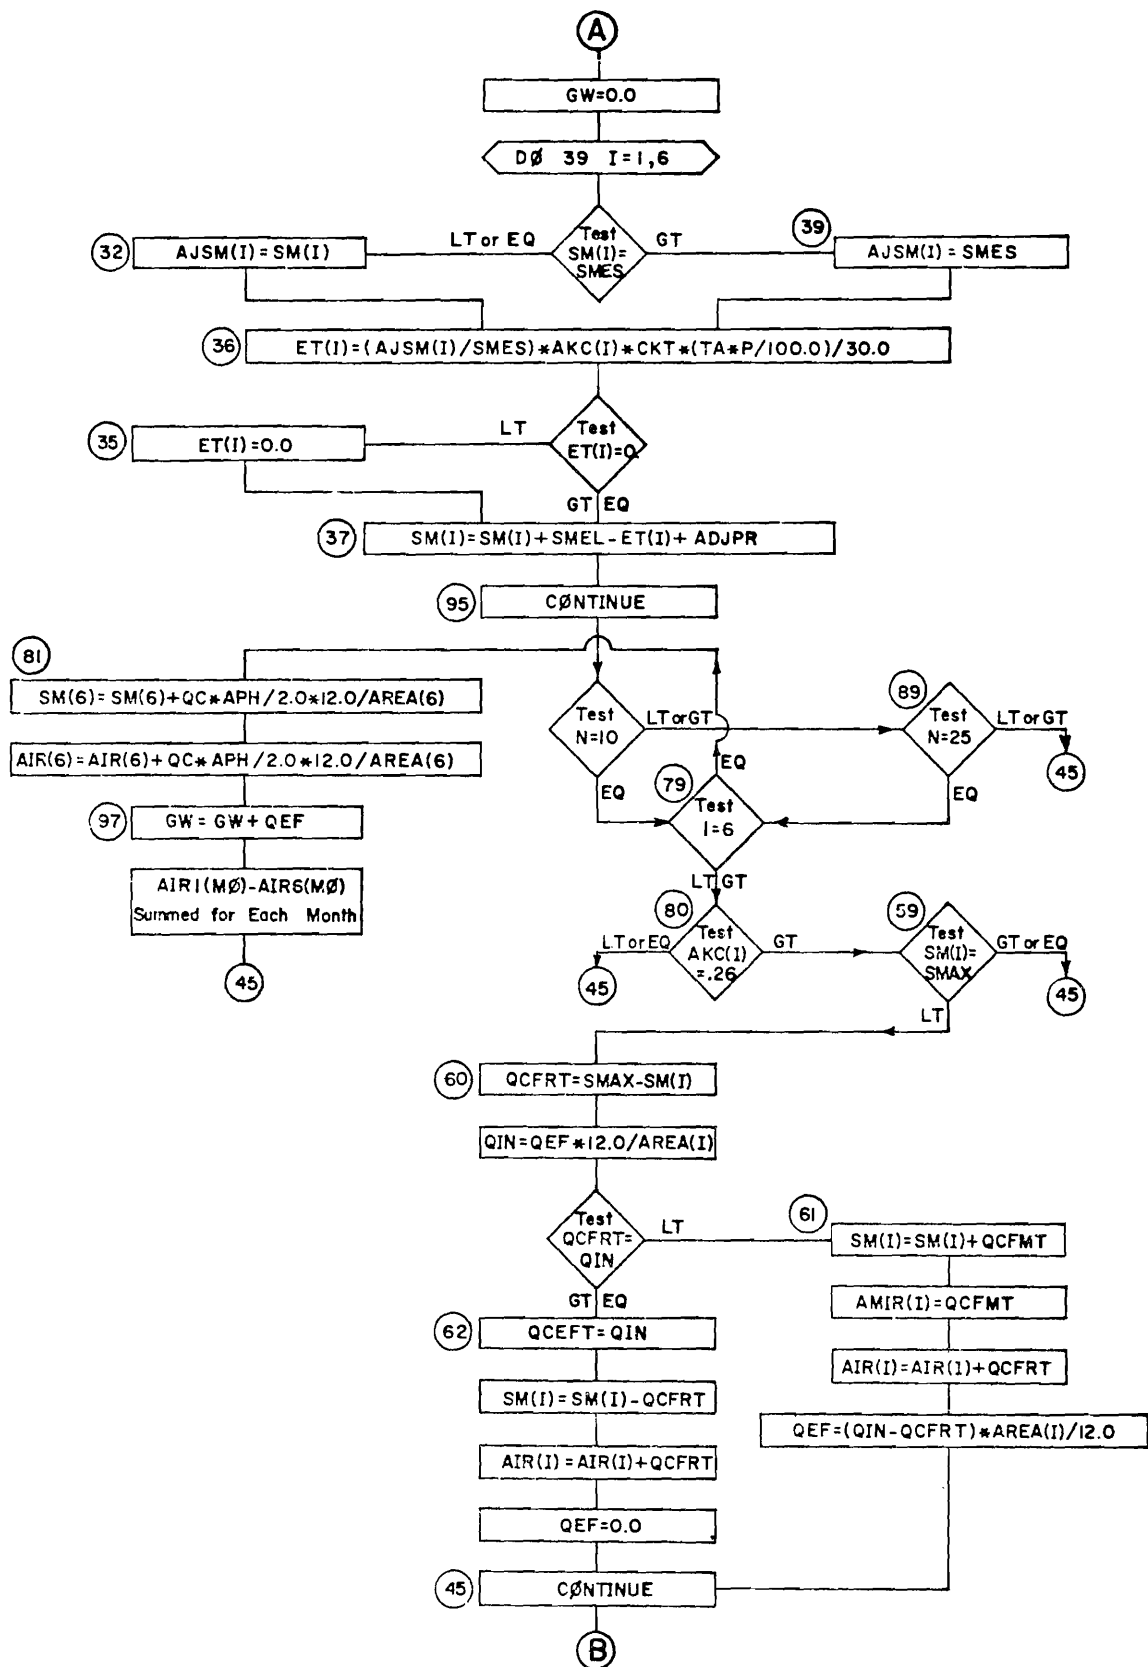 A
GW=0.0
DØ 39 I=1,6
Test
SM(I)=
SMES
LT or EQ
GT
32
AJSM(I)=SM(I)
39
AJSM(I)=SMES
36
ET(I)=(AJSM(I)/SMES)*AKC(I)*CKT*(TA*P/100.0)/30.0
Test
ET(I)=0.
LT
35
ET(I)=0.0
GT EQ
37
SM(I)=SM(I)+SMEL-ET(I)+ADJPR
95
CØNTINUE
81
SM(6)=SM(6)+QC*APH/2.0*12.0/AREA(6)
AIR(6)=AIR(6)+QC*APH/2.0*12.0/AREA(6)
97
GW=GW+QEF
AIR1(MØ)-AIR6(MØ)
Summed for Each Month
45
Test
N=10
LT or GT
EQ
89
Test
N=25
LT or GT
45
EQ
EQ
79
Test
I=6
LT GT
80
Test
AKC(I)
=.26
LT or EQ
45
GT
59
Test
SM(I)=
SMAX
GT or EQ
45
LT
60
QCFRT=SMAX-SM(I)
QIN=QEF*12.0/AREA(I)
Test
QCFRT=
QIN
LT
61
SM(I)=SM(I)+QCFMT
AMIR(I)=QCFMT
AIR(I)=AIR(I)+QCFRT
QEF=(QIN-QCFRT)*AREA(I)/12.0
GT EQ
62
QCEFT=QIN
SM(I)=SM(I)-QCFRT
AIR(I)=AIR(I)+QCFRT
QEF=0.0
45
CØNTINUE
B